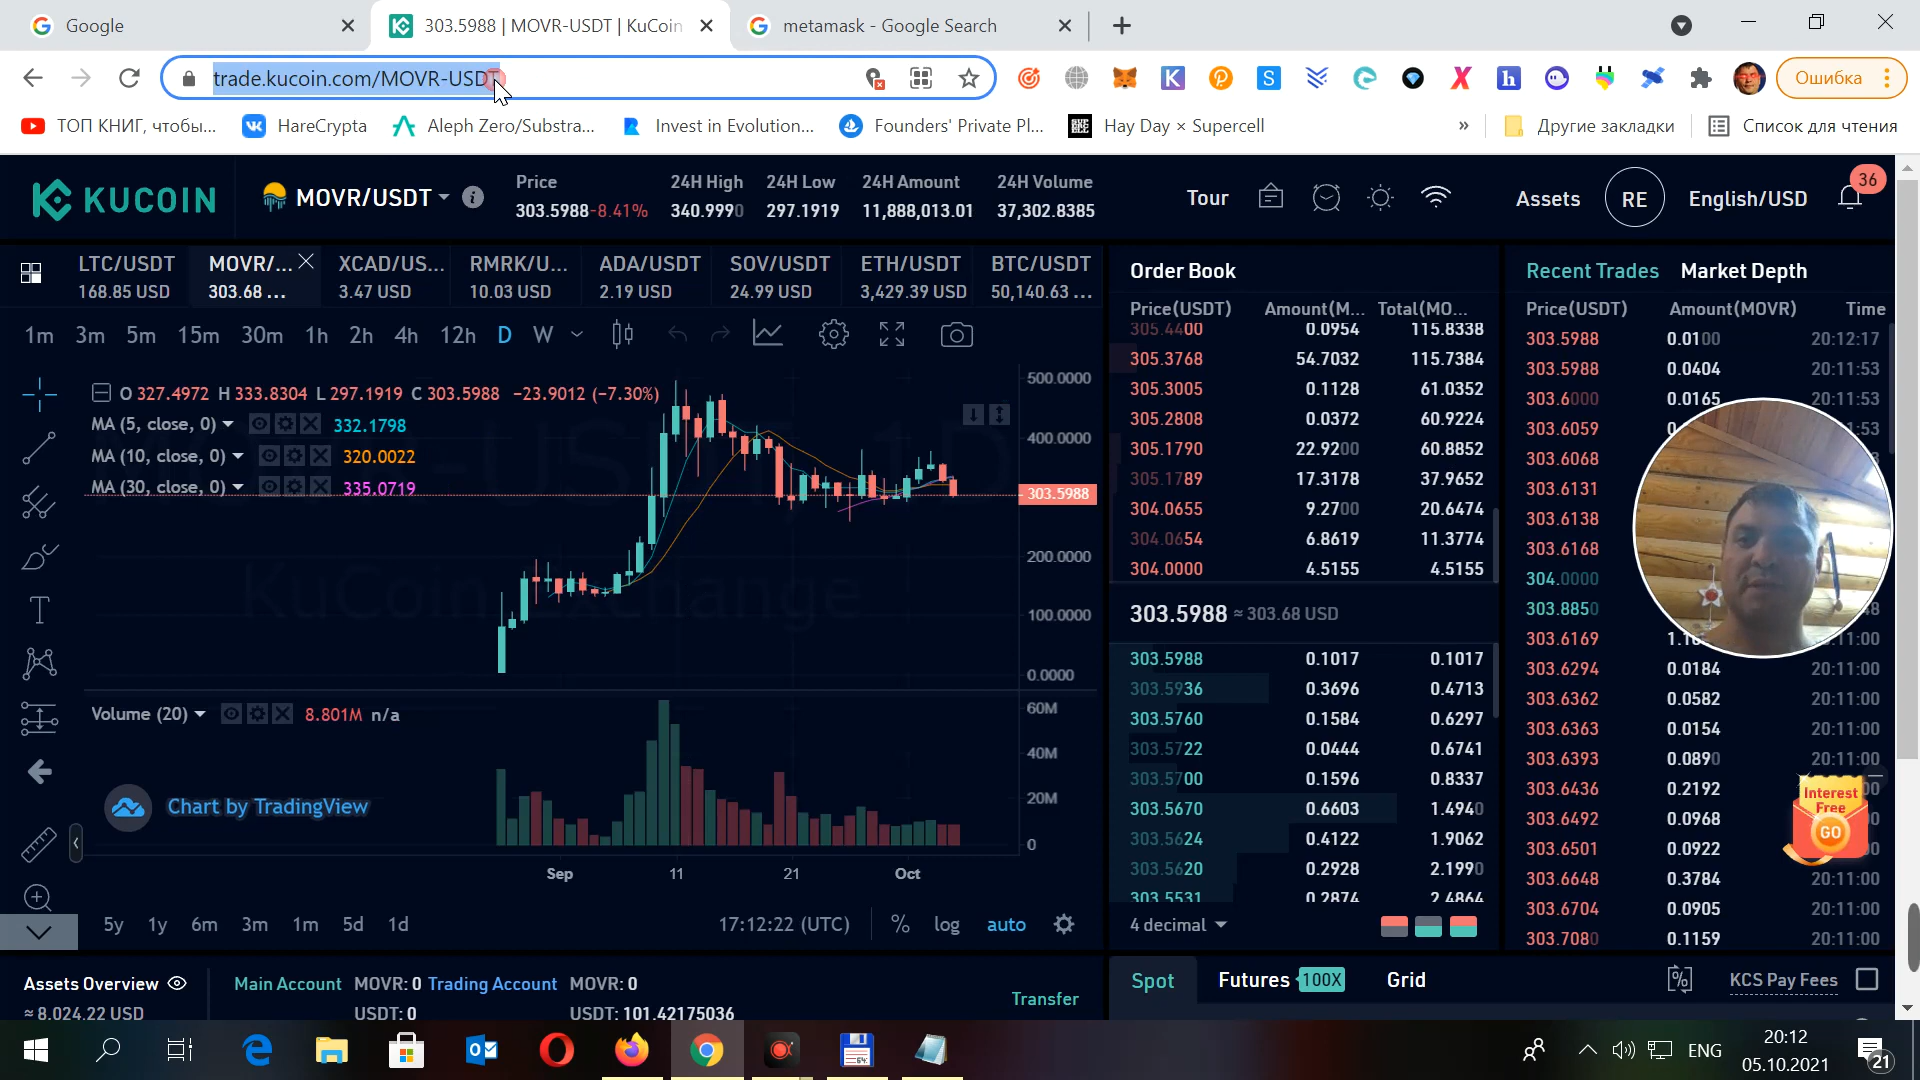 Google
303.5988 | MOVR-USDT | KuCoin
metamask - Google Search
trade.kucoin.com/MOVR-USDT
Ошибка
ТОП КНИГ, чтобы...
HareCrypta
Aleph Zero/Substra...
Invest in Evolution...
Founders' Private Pl...
Hay Day × Supercell
»
Другие закладки
Список для чтения
KUCOIN
MOVR/USDT
Price
303.5988-8.41%
24H High
340.9990
24H Low
297.1919
24H Amount
11,888,013.01
24H Volume
37,302.8385
Tour
Assets
RE
English/USD
36
LTC/USDT
168.85 USD
MOVR/...
303.68 ...
XCAD/US...
3.47 USD
RMRK/U...
10.03 USD
ADA/USDT
2.19 USD
SOV/USDT
24.99 USD
ETH/USDT
3,429.39 USD
BTC/USDT
50,140.63 ...
1m 3m 5m 15m 30m 1h 2h 4h 12h D W
O 327.4972 H 333.8304 L 297.1919 C 303.5988 −23.9012 (−7.30%)
MA (5, close, 0) 332.1798
MA (10, close, 0) 320.0022
MA (30, close, 0) 335.0719
KuCoin Exchange
500.0000
400.0000
303.5988
200.0000
100.0000
0.0000
Volume (20) 8.801M n/a
60M
40M
20M
0
Chart by TradingView
Sep 11 21 Oct
5y 1y 6m 3m 1m 5d 1d
17:12:22 (UTC) % log auto
Order Book
Price(USDT) Amount(M... Total(MO...
305.4400 0.0954 115.8338
305.3768 54.7032 115.7384
305.3005 0.1128 61.0352
305.2808 0.0372 60.9224
305.1790 22.9200 60.8852
305.1789 17.3178 37.9652
304.0655 9.2700 20.6474
304.0654 6.8619 11.3774
304.0000 4.5155 4.5155
303.5988 ≈ 303.68 USD
303.5988 0.1017 0.1017
303.5936 0.3696 0.4713
303.5760 0.1584 0.6297
303.5722 0.0444 0.6741
303.5700 0.1596 0.8337
303.5670 0.6603 1.4940
303.5624 0.4122 1.9062
303.5620 0.2928 2.1990
303.5531 0.2874 2.4864
4 decimal
Recent Trades Market Depth
Price(USDT) Amount(MOVR) Time
303.5988 0.0100 20:12:17
303.5988 0.0404 20:11:53
303.6000 0.0165 20:11:53
303.6059
303.6068
303.6131
303.6138
303.6168
304.0000
303.8850
303.6169
303.6294 0.0184 20:11:00
303.6362 0.0582 20:11:00
303.6363 0.0154 20:11:00
303.6393 0.0890 20:11:00
303.6436 0.2192
303.6492 0.0968
303.6501 0.0922
303.6648 0.3784 20:11:00
303.6704 0.0905 20:11:00
303.7080 0.1159 20:11:00
Interest
Free
GO
Assets Overview
≈ 8,024.22 USD
Main Account MOVR: 0
USDT: 0
Trading Account MOVR: 0
USDT: 101.42175036
Transfer
Spot
Futures 100X
Grid
KCS Pay Fees
ENG
20:12
05.10.2021
21